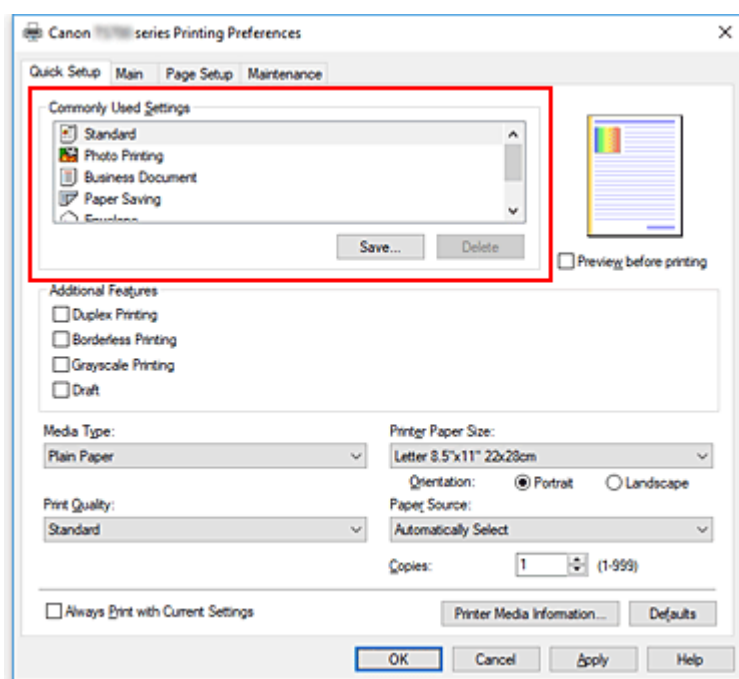 Canon series Printing Preferences
Quick Setup Main Page Setup Maintenance
Commonly Used Settings
Standard
Photo Printing
Business Document
Paper Saving
Envelope
Save... Delete
Preview before printing
Additional Features
Duplex Printing
Borderless Printing
Grayscale Printing
Draft
Media Type: Printer Paper Size:
Plain Paper Letter 8.5"x11" 22x28cm
Orientation: Portrait Landscape
Print Quality: Paper Source:
Standard Automatically Select
Copies: 1 (1-999)
Always Print with Current Settings Printer Media Information... Defaults
OK Cancel Apply Help